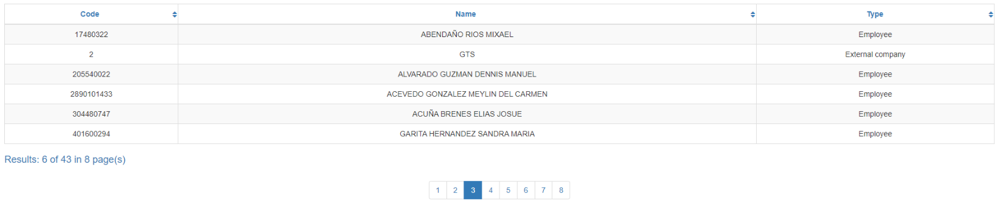 Code Name Type
17480322 ABENDAÑO RIOS MIXAEL Employee
2 GTS External company
205540022 ALVARADO GUZMAN DENNIS MANUEL Employee
2890101433 ACEVEDO GONZALEZ MEYLIN DEL CARMEN Employee
304480747 ACUÑA BRENES ELIAS JOSUE Employee
401600294 GARITA HERNANDEZ SANDRA MARIA Employee
Results: 6 of 43 in 8 page(s)
1 2 3 4 5 6 7 8